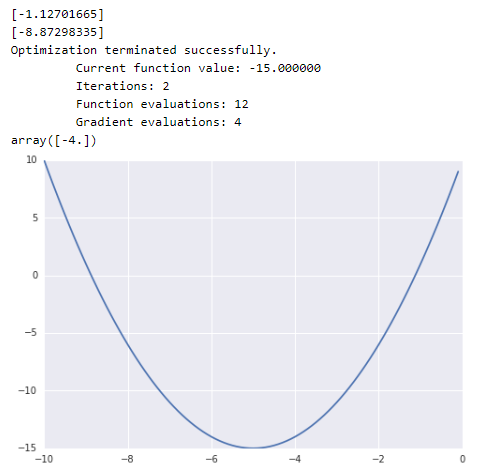 [-1.12701665]
[-8.87298335]
Optimization terminated successfully.
Current function value: -15.000000
Iterations: 2
Function evaluations: 12
Gradient evaluations: 4
array([-4.])
10
5
0
−5
−10
−15
−10 −8 −6 −4 −2 0